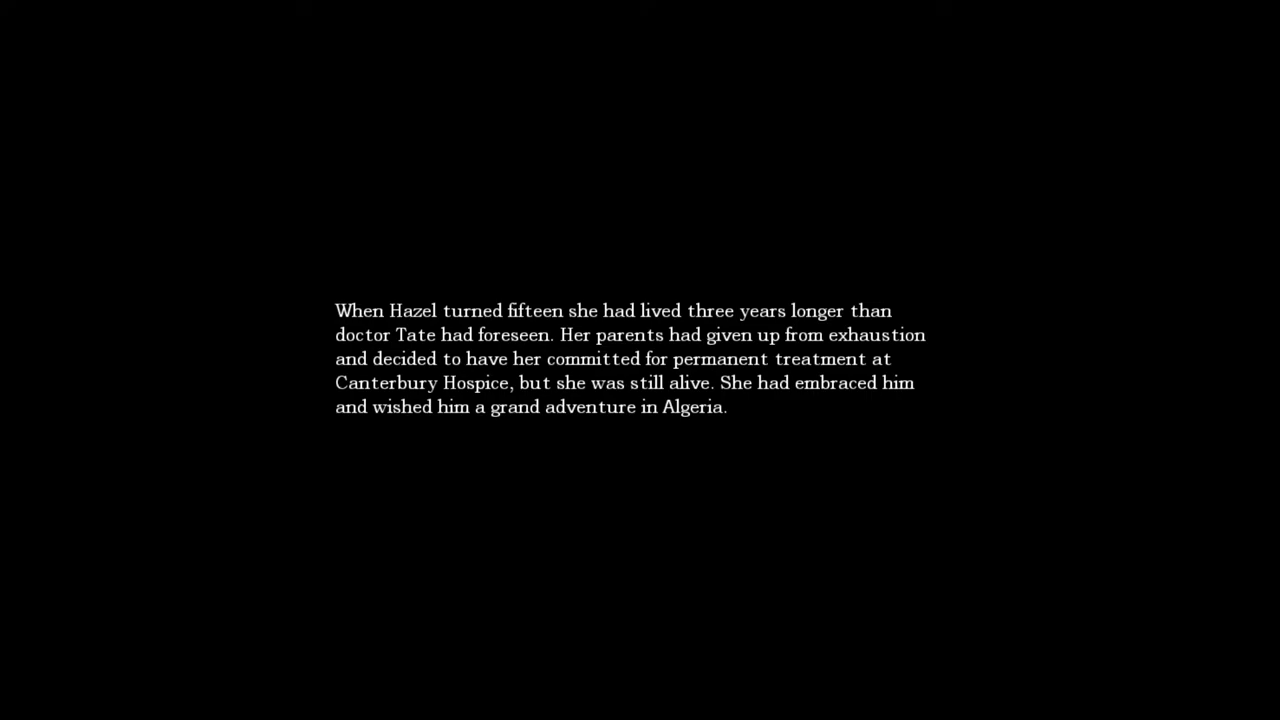 When Hazel turned fifteen she had lived three years longer than
doctor Tate had foreseen. Her parents had given up from exhaustion
and decided to have her committed for permanent treatment at
Canterbury Hospice, but she was still alive. She had embraced him
and wished him a grand adventure in Algeria.